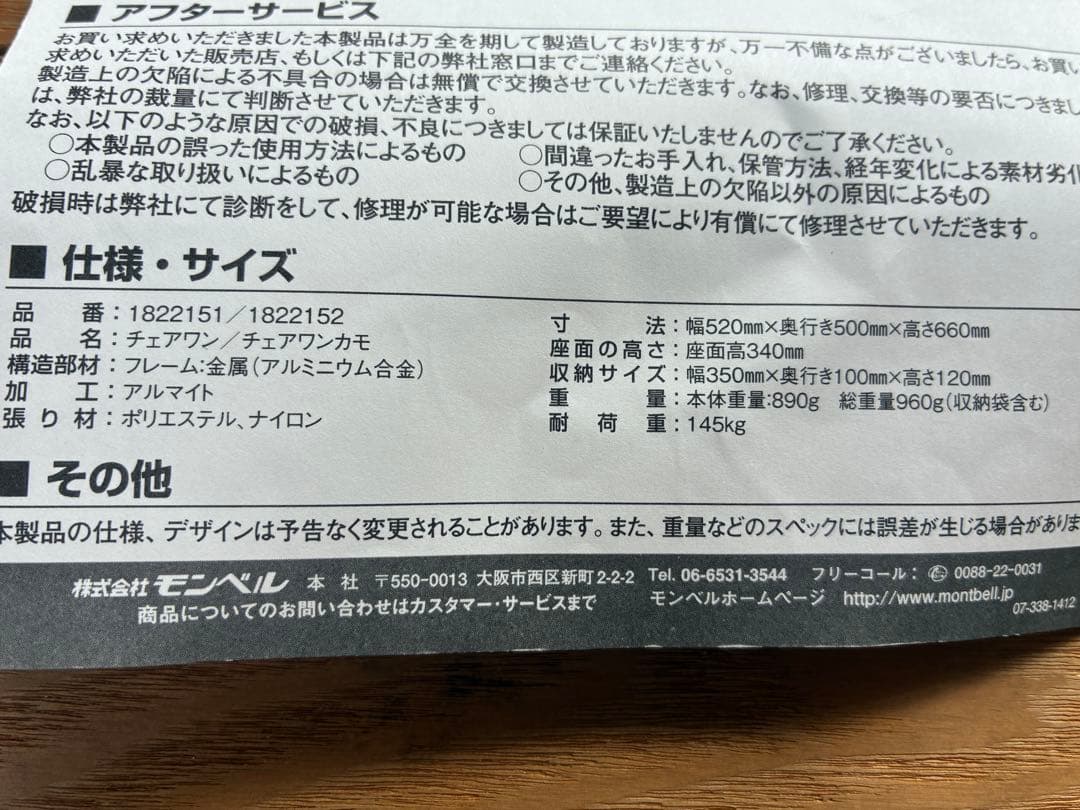 ■ アフターサービス
お買い求めいただきました本製品は万全を期して製造しておりますが、万一不備な点がございましたら、お買い
求めいただいた販売店、もしくは下記の弊社窓口までご連絡ください。
製造上の欠陥による不具合の場合は無償で交換させていただきます。なお、修理、交換等の要否につきまし
は、弊社の裁量にて判断させていただきます。
なお、以下のような原因での破損、不良につきましては保証いたしませんのでご了承ください。
○本製品の誤った使用方法によるもの ○間違ったお手入れ、保管方法、経年変化による素材劣化
○乱暴な取り扱いによるもの ○その他、製造上の欠陥以外の原因によるもの
破損時は弊社にて診断をして、修理が可能な場合はご要望により有償にて修理させていただきます。
■ 仕様・サイズ
品番：1822151／1822152
品名：チェアワン／チェアワンカモ
構造部材：フレーム:金属(アルミニウム合金)
加工：アルマイト
張り材：ポリエステル、ナイロン
寸法：幅520mm×奥行き500mm×高さ660mm
座面の高さ：座面高340mm
収納サイズ：幅350mm×奥行き100mm×高さ120mm
重量：本体重量:890g 総重量960g(収納袋含む)
耐荷重：145kg
■ その他
本製品の仕様、デザインは予告なく変更されることがあります。また、重量などのスペックには誤差が生じる場合がありま
株式会社 モンベル 本社 〒550-0013 大阪市西区新町2-2-2 Tel. 06-6531-3544 フリーコール： 0088-22-0031
商品についてのお問い合わせはカスタマー・サービスまで モンベルホームページ http://www.montbell.jp
07-338-1412